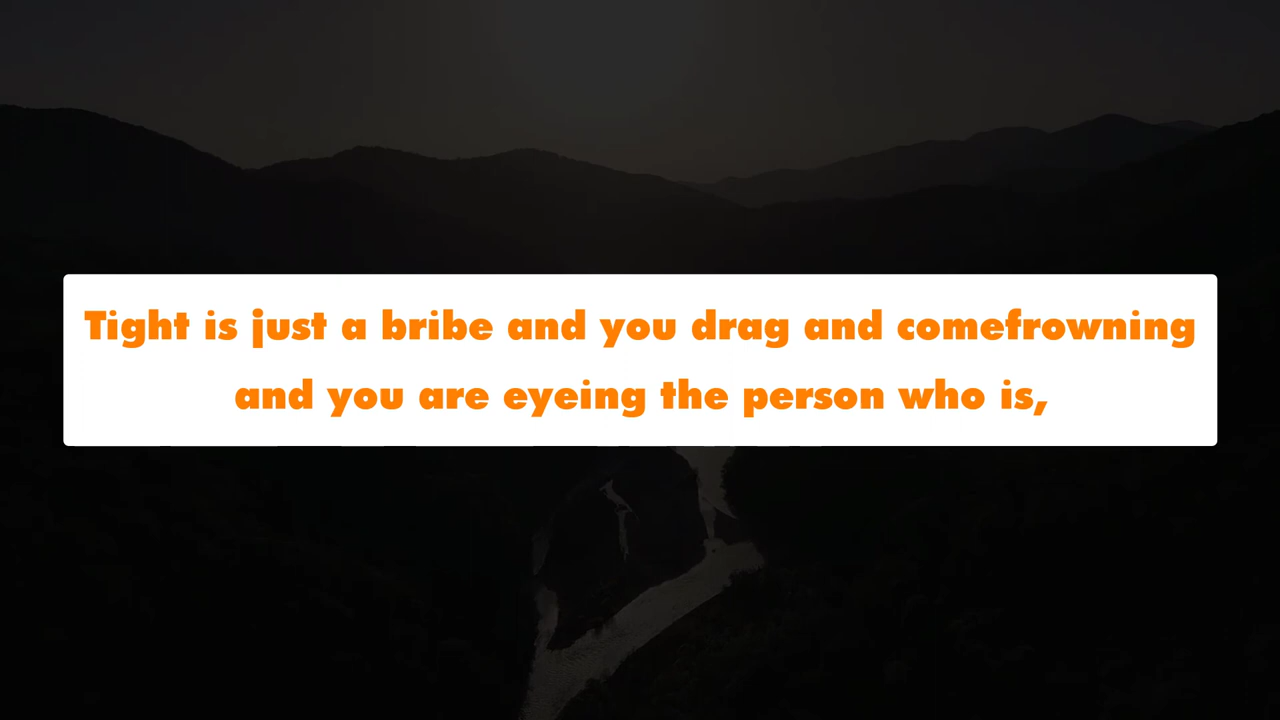 Tight is just a bribe and you drag and comefrowning
and you are eyeing the person who is,